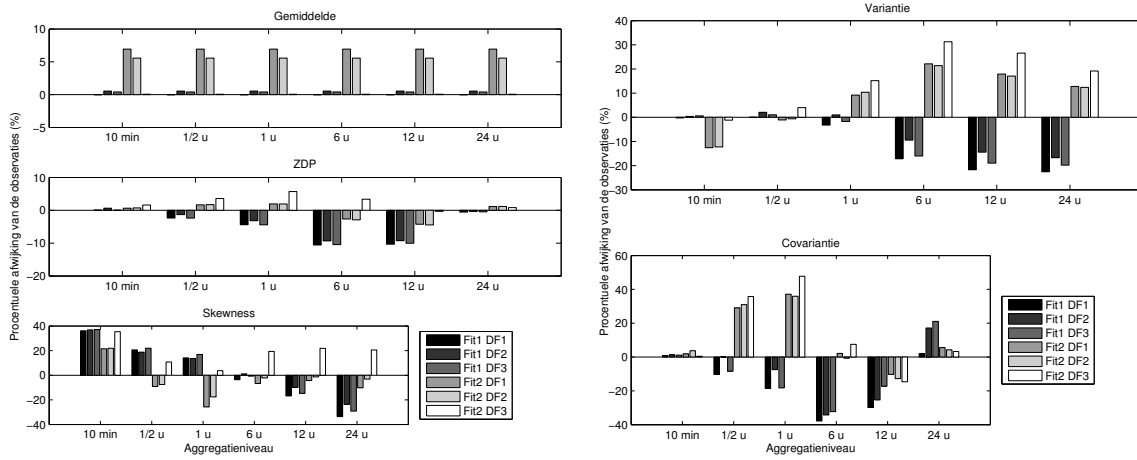 Gemiddelde
10
5
0
−5
10 min 1/2 u 1 u 6 u 12 u 24 u
ZDP
10
0
−10
−20
10 min 1/2 u 1 u 6 u 12 u 24 u
Procentuele afwijking van de observaties (%)
Skewness
40
20
0
−20
−40
10 min 1/2 u 1 u 6 u 12 u 24 u
Aggregatieniveau
Fit1 DF1
Fit1 DF2
Fit1 DF3
Fit2 DF1
Fit2 DF2
Fit2 DF3
Variantie
40
30
20
10
0
−10
−20
−30
10 min 1/2 u 1 u 6 u 12 u 24 u
Procentuele afwijking van de observaties (%)
Covariantie
60
40
20
0
−20
−40
10 min 1/2 u 1 u 6 u 12 u 24 u
Aggregatieniveau
Fit1 DF1
Fit1 DF2
Fit1 DF3
Fit2 DF1
Fit2 DF2
Fit2 DF3